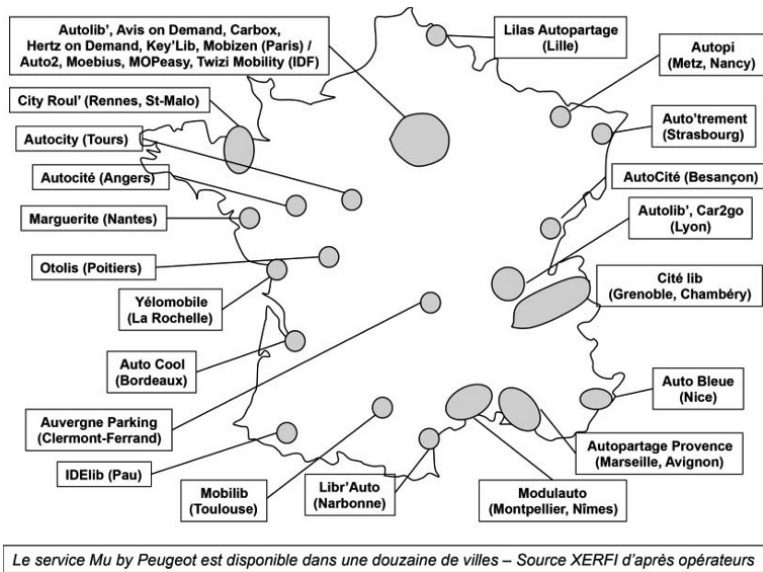 Autolib', Avis on Demand, Carbox,
Hertz on Demand, Key'Lib, Mobizen (Paris) /
Auto2, Moebius, MOPeasy, Twizi Mobility (IDF)
Lilas Autopartage
(Lille)
Autopi
(Metz, Nancy)
City Roul' (Rennes, St-Malo)
Auto'trement
(Strasbourg)
Autocity (Tours)
Autocité (Angers)
AutoCité (Besançon)
Marguerite (Nantes)
Autolib', Car2go
(Lyon)
Otolis (Poitiers)
Cité lib
(Grenoble, Chambéry)
Yélomobile
(La Rochelle)
Auto Cool
(Bordeaux)
Auto Bleue
(Nice)
Auvergne Parking
(Clermont-Ferrand)
Autopartage Provence
(Marseille, Avignon)
IDElib (Pau)
Mobilib
(Toulouse)
Libr'Auto
(Narbonne)
Modulauto
(Montpellier, Nîmes)
Le service Mu by Peugeot est disponible dans une douzaine de villes – Source XERFI d'après opérateurs